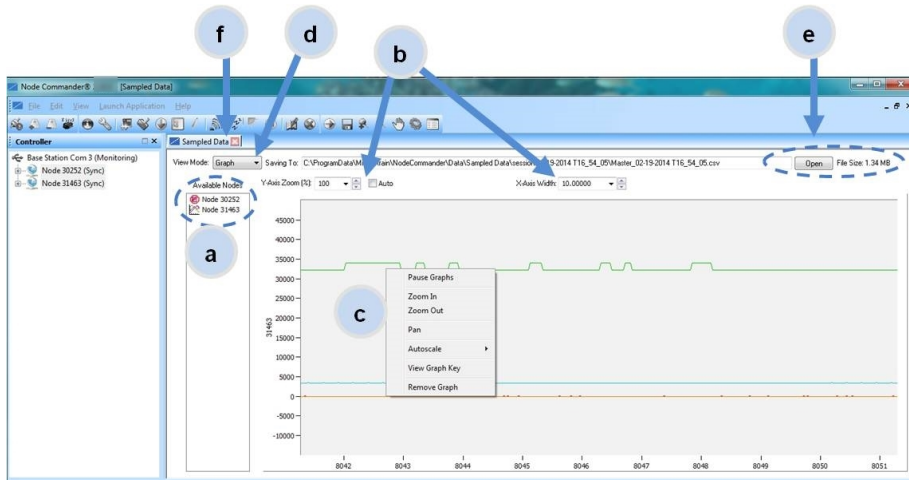 f
d
b
e
Node Commander® [Sampled Data]
File Edit View Launch Application Help
Controller
Sampled Data
Base Station Com 3 (Monitoring)
Node 30252 (Sync)
Node 31463 (Sync)
View Mode: Graph Saving To: C:\ProgramData\ \NodeCommander\Data\Sampled Data\ -19-2014 T16_54_05\Master_02-19-2014 T16_54_05.csv Open File Size: 1.34 MB
Available Nodes
Y-Axis Zoom [%]: 100 Auto X-Axis Width: 10.00000
Node 30252
Node 31463
a
c
45000
40000
35000
30000
25000
20000
15000
10000
5000
0
-5000
-10000
31463
Pause Graphs
Zoom In
Zoom Out
Pan
Autoscale
View Graph Key
Remove Graph
8042 8043 8044 8045 8046 8047 8048 8049 8050 8051